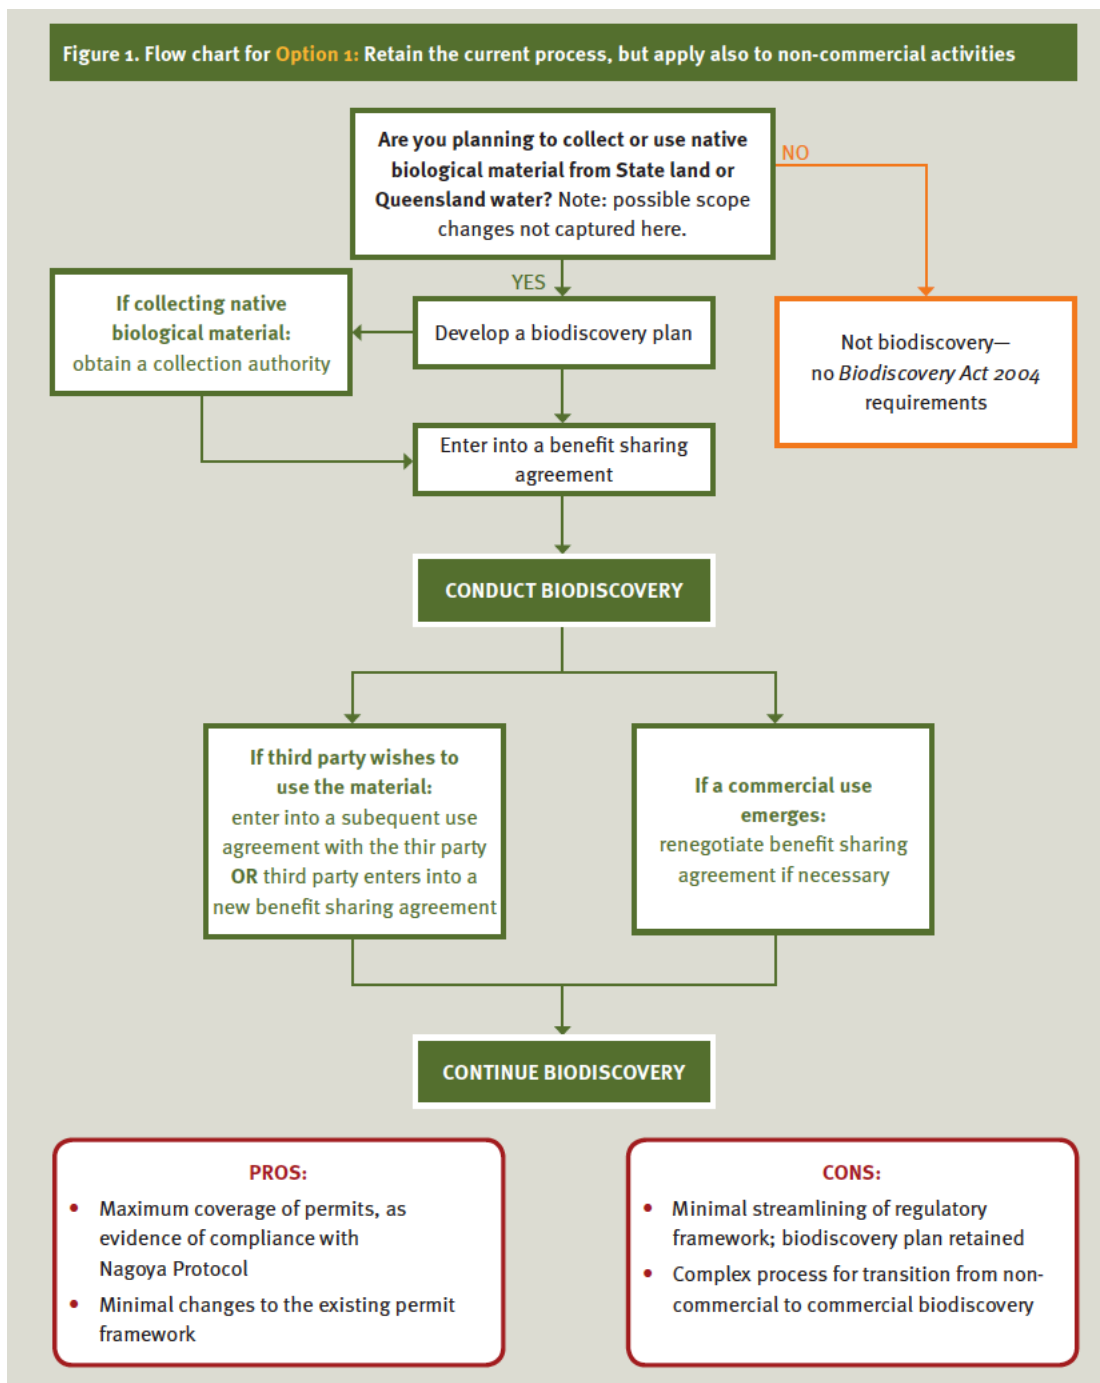 Figure 1. Flow chart for Option 1: Retain the current process, but apply also to non-commercial activities
Are you planning to collect or use native
biological material from State land or
Queensland water? Note: possible scope
changes not captured here.
NO
YES
If collecting native
biological material:
obtain a collection authority
Develop a biodiscovery plan
Not biodiscovery—
no Biodiscovery Act 2004
requirements
Enter into a benefit sharing
agreement
CONDUCT BIODISCOVERY
If third party wishes to
use the material:
enter into a subequent use
agreement with the thir party
OR third party enters into a
new benefit sharing agreement
If a commercial use
emerges:
renegotiate benefit sharing
agreement if necessary
CONTINUE BIODISCOVERY
PROS:
• Maximum coverage of permits, as
evidence of compliance with
Nagoya Protocol
• Minimal changes to the existing permit
framework
CONS:
• Minimal streamlining of regulatory
framework; biodiscovery plan retained
• Complex process for transition from non-
commercial to commercial biodiscovery